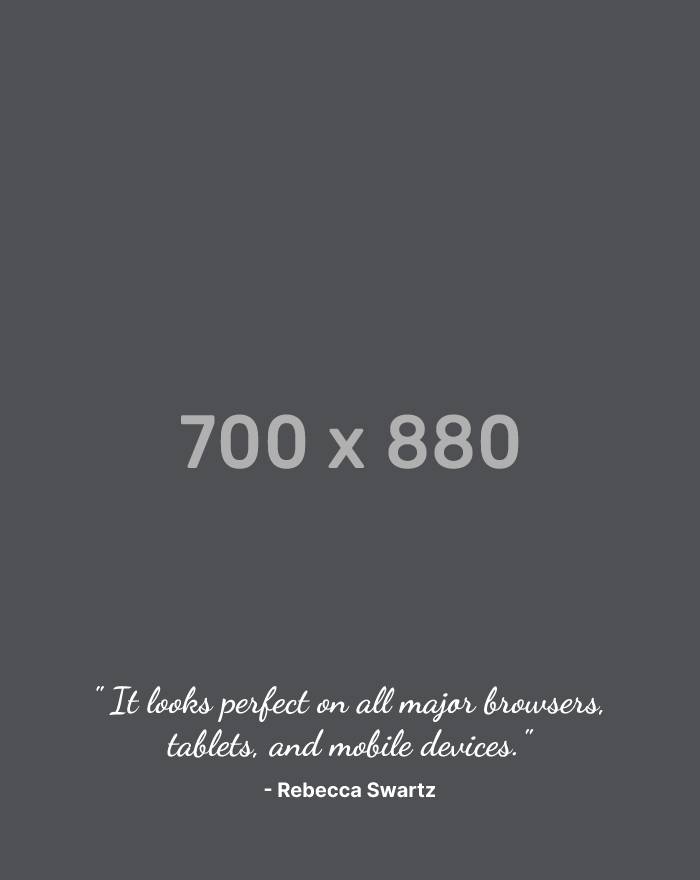 700 x 880
" It looks perfect on all major browsers,
tablets, and mobile devices."
- Rebecca Swartz